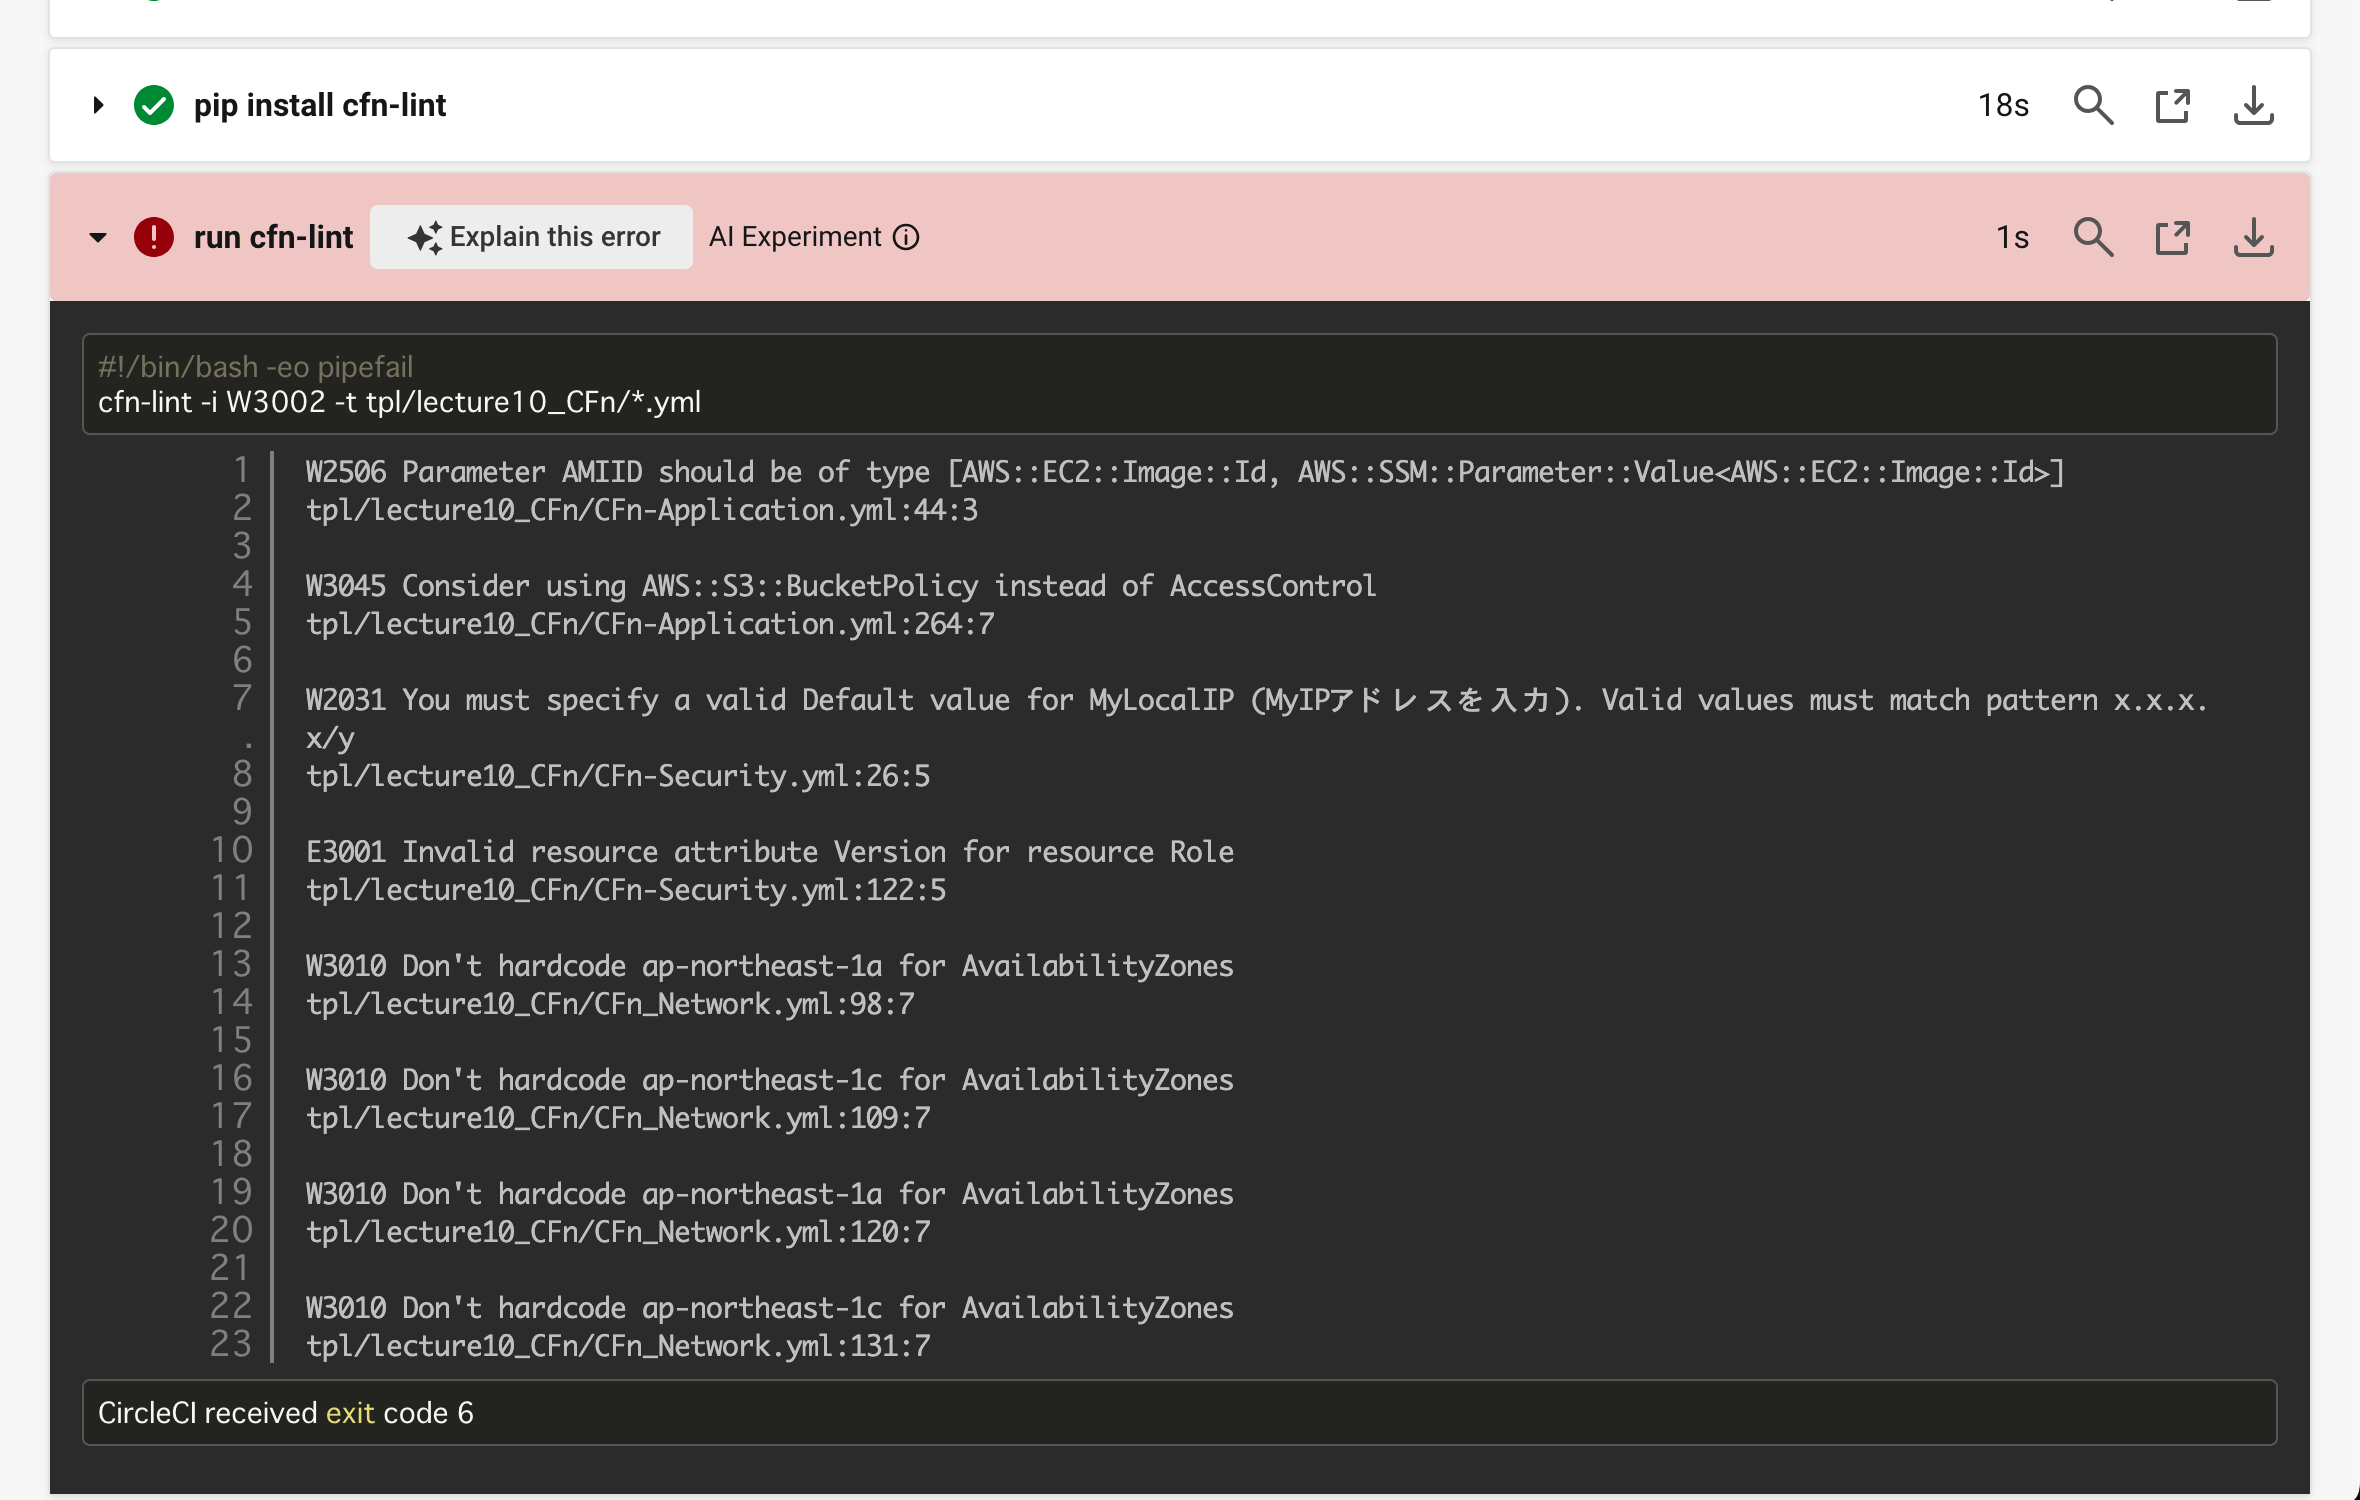 pip install cfn-lint
18s
run cfn-lint
Explain this error
AI Experiment
1s
#!/bin/bash -eo pipefail
cfn-lint -i W3002 -t tpl/lecture10_CFn/*.yml
1 W2506 Parameter AMIID should be of type [AWS::EC2::Image::Id, AWS::SSM::Parameter::Value<AWS::EC2::Image::Id>]
2 tpl/lecture10_CFn/CFn-Application.yml:44:3
3
4 W3045 Consider using AWS::S3::BucketPolicy instead of AccessControl
5 tpl/lecture10_CFn/CFn-Application.yml:264:7
6
7 W2031 You must specify a valid Default value for MyLocalIP (MyIPアドレスを入力). Valid values must match pattern x.x.x.
. x/y
8 tpl/lecture10_CFn/CFn-Security.yml:26:5
9
10 E3001 Invalid resource attribute Version for resource Role
11 tpl/lecture10_CFn/CFn-Security.yml:122:5
12
13 W3010 Don't hardcode ap-northeast-1a for AvailabilityZones
14 tpl/lecture10_CFn/CFn_Network.yml:98:7
15
16 W3010 Don't hardcode ap-northeast-1c for AvailabilityZones
17 tpl/lecture10_CFn/CFn_Network.yml:109:7
18
19 W3010 Don't hardcode ap-northeast-1a for AvailabilityZones
20 tpl/lecture10_CFn/CFn_Network.yml:120:7
21
22 W3010 Don't hardcode ap-northeast-1c for AvailabilityZones
23 tpl/lecture10_CFn/CFn_Network.yml:131:7
CircleCI received exit code 6